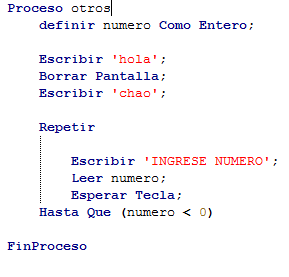 Proceso otros
definir numero Como Entero;
Escribir 'hola';
Borrar Pantalla;
Escribir 'chao';
Repetir
Escribir 'INGRESE NUMERO';
Leer numero;
Esperar Tecla;
Hasta Que (numero < 0)
FinProceso